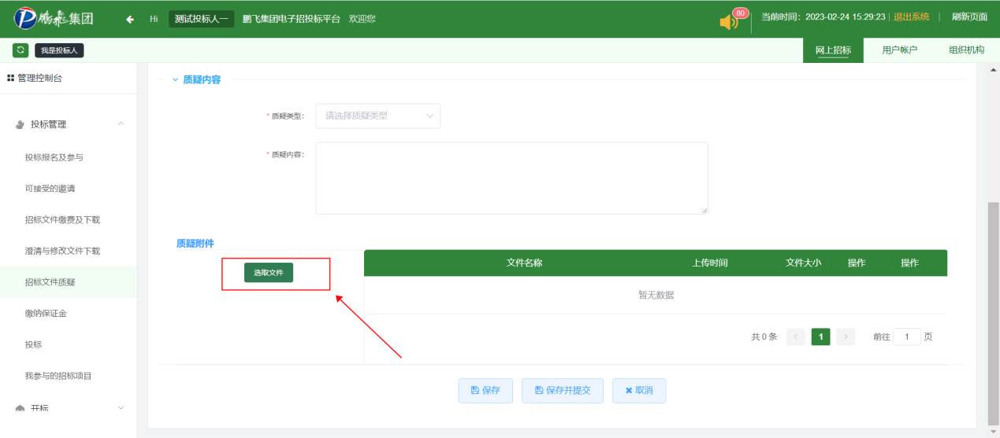 鹏飞集团 Hi 测试投标人一 鹏飞集团电子招投标平台 欢迎您 80 当前时间：2023-02-24 15:29:23 退出系统 | 刷新页面
我是投标人 网上招标 用户帐户 组织机构
管理控制台
投标管理
投标报名及参与
可接受的邀请
招标文件缴费及下载
澄清与修改文件下载
招标文件质疑
缴纳保证金
投标
我参与的招标项目
开标
质疑内容
* 质疑类型： 请选择质疑类型
* 质疑内容：
质疑附件
选取文件
文件名称 上传时间 文件大小 操作 操作
暂无数据
共 0 条 < 1 > 前往 1 页
保存 保存并提交 取消